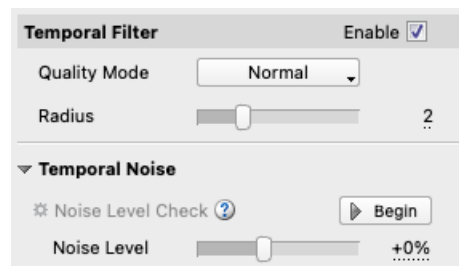 Temporal Filter Enable
Quality Mode Normal
Radius 2
Temporal Noise
Noise Level Check ? Begin
Noise Level +0%